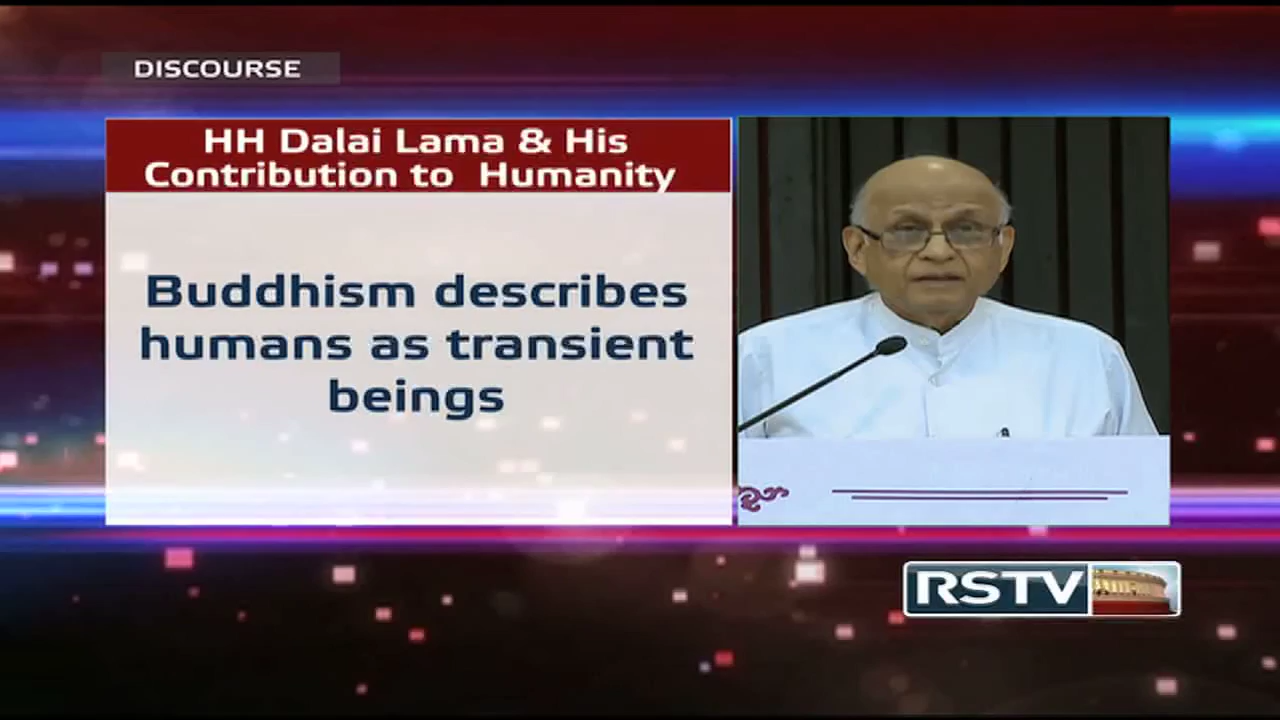 DISCOURSE
HH Dalai Lama & His
Contribution to Humanity
Buddhism describes
humans as transient
beings
RSTV